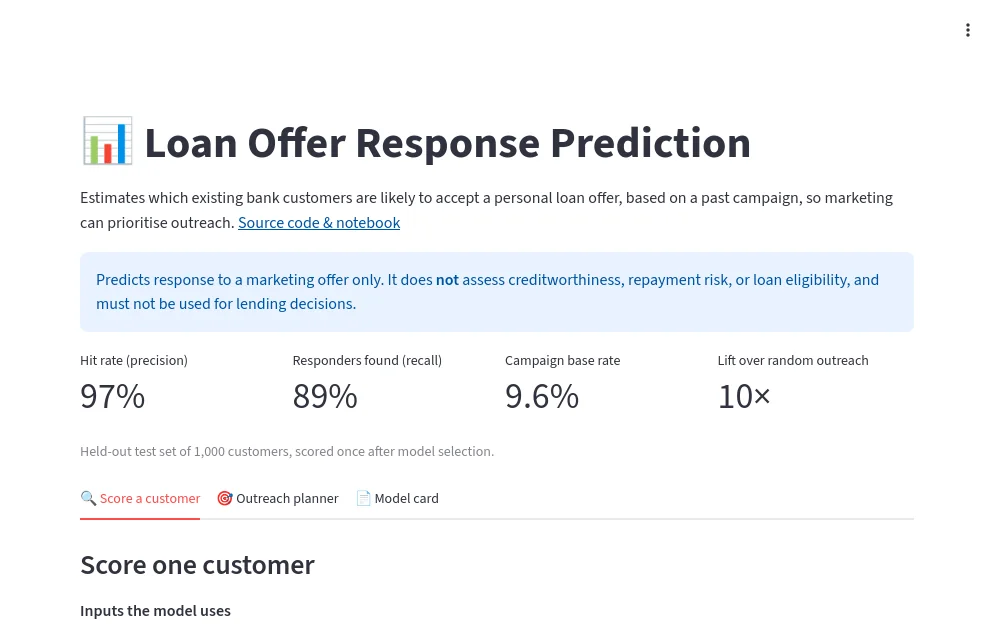 Loan Offer Response Prediction
Estimates which existing bank customers are likely to accept a personal loan offer, based on a past campaign, so marketing
can prioritise outreach. Source code & notebook
Predicts response to a marketing offer only. It does not assess creditworthiness, repayment risk, or loan eligibility, and
must not be used for lending decisions.
Hit rate (precision) Responders found (recall) Campaign base rate Lift over random outreach
97% 89% 9.6% 10×
Held-out test set of 1,000 customers, scored once after model selection.
Score a customer Outreach planner Model card
Score one customer
Inputs the model uses